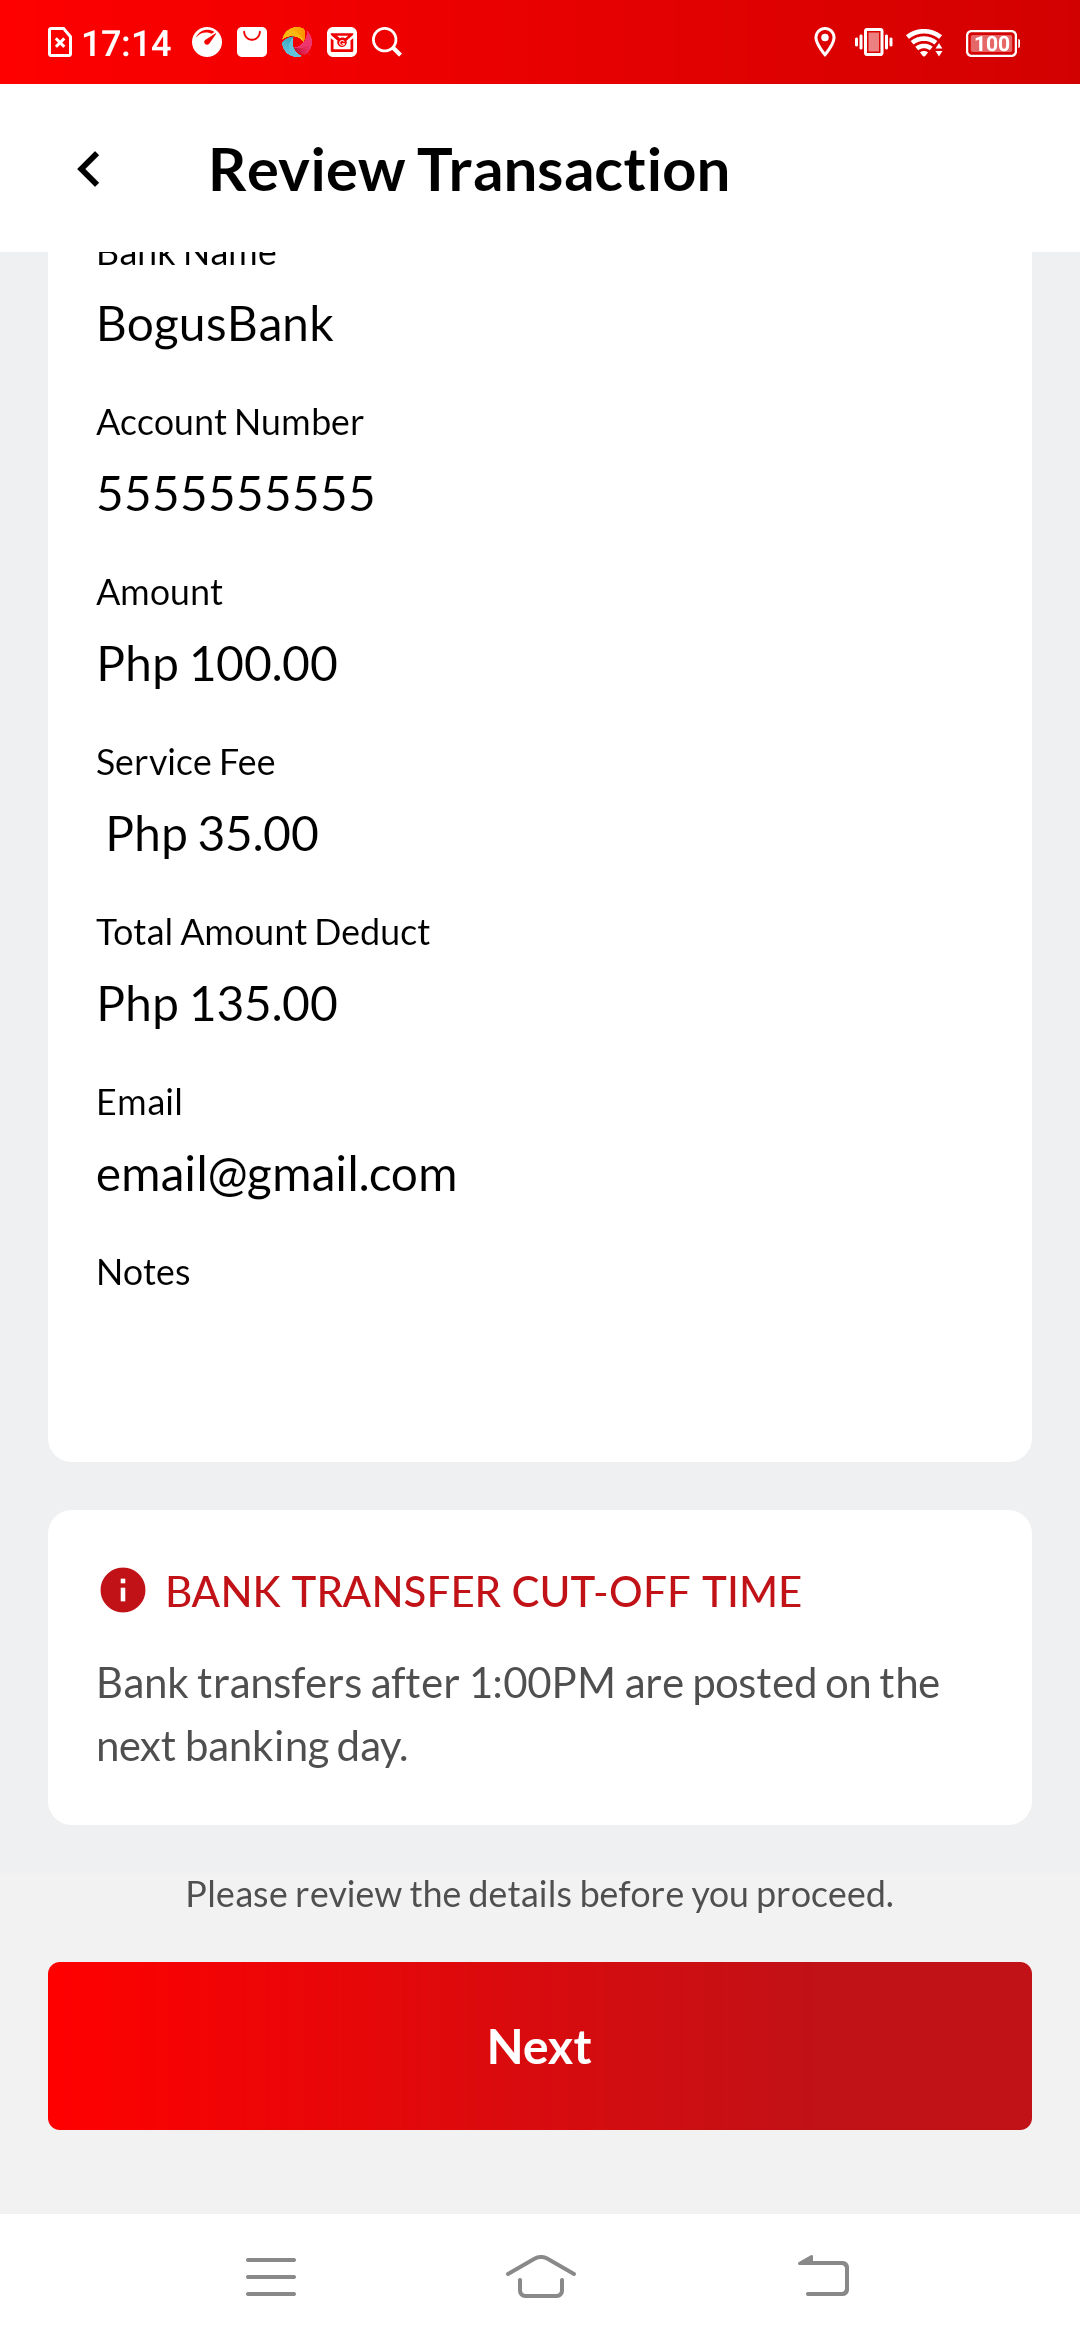 17:14
100
Review Transaction
Bank Name
BogusBank
Account Number
5555555555
Amount
Php 100.00
Service Fee
Php 35.00
Total Amount Deduct
Php 135.00
Email
email@gmail.com
Notes
BANK TRANSFER CUT-OFF TIME
Bank transfers after 1:00PM are posted on the
next banking day.
Please review the details before you proceed.
Next